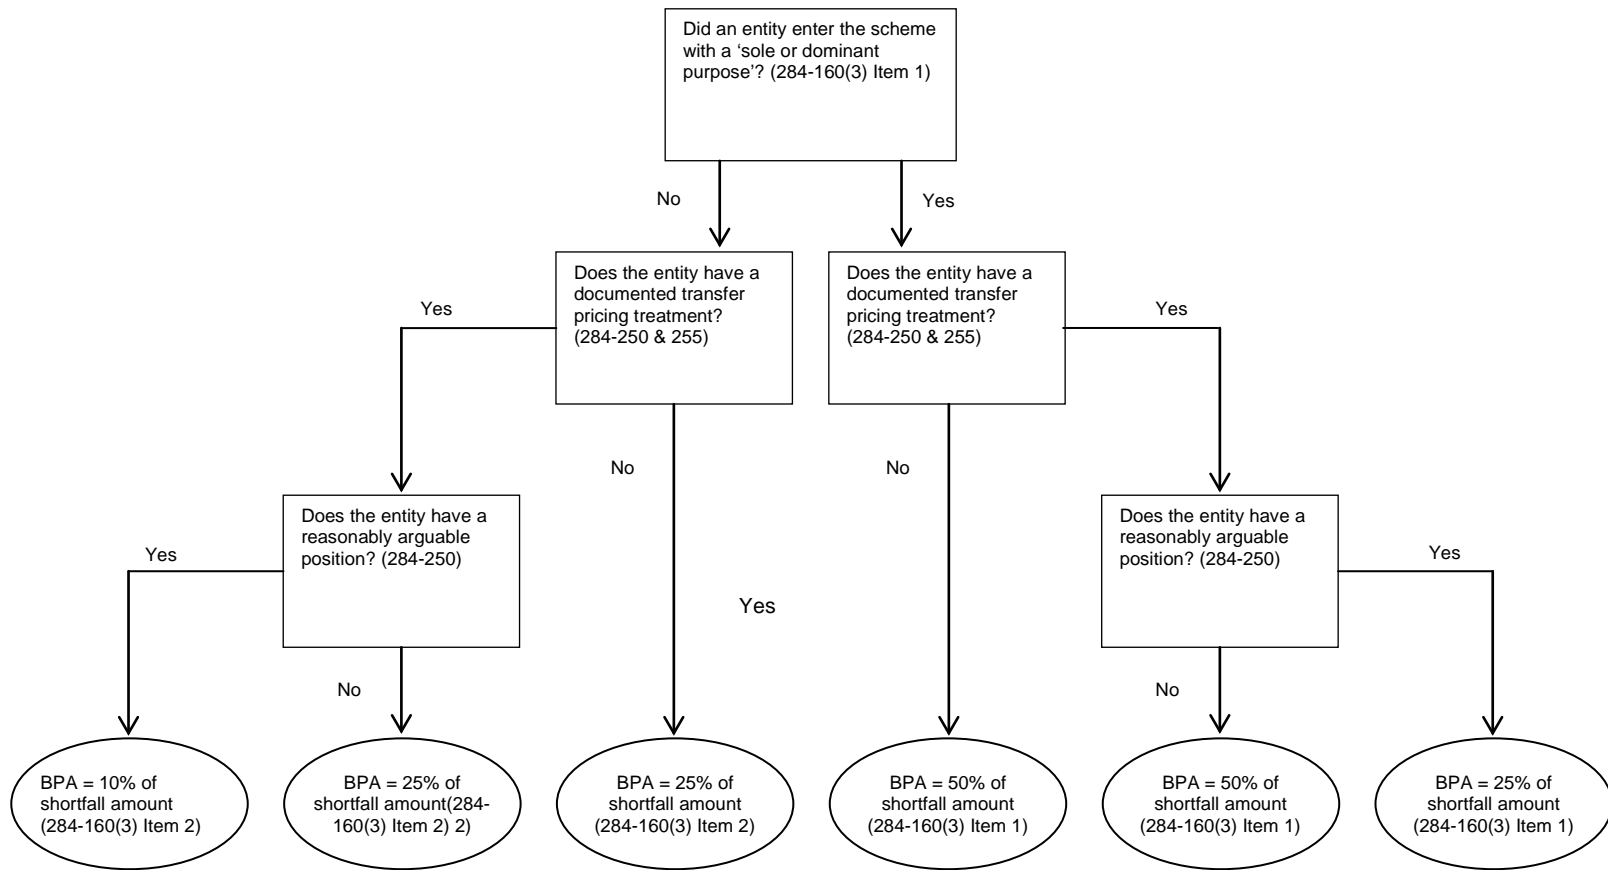 Did an entity enter the scheme
with a ‘sole or dominant
purpose’? (284-160(3) Item 1)
No
Yes
Does the entity have a
documented transfer
pricing treatment?
(284-250 & 255)
Does the entity have a
documented transfer
pricing treatment?
(284-250 & 255)
Yes
Yes
No
No
Does the entity have a
reasonably arguable
position? (284-250)
Does the entity have a
reasonably arguable
position? (284-250)
Yes
Yes
Yes
No
No
BPA = 10% of
shortfall amount
(284-160(3) Item 2)
BPA = 25% of
shortfall amount(284-
160(3) Item 2) 2)
BPA = 25% of
shortfall amount
(284-160(3) Item 2)
BPA = 50% of
shortfall amount
(284-160(3) Item 1)
BPA = 50% of
shortfall amount
(284-160(3) Item 1)
BPA = 25% of
shortfall amount
(284-160(3) Item 1)